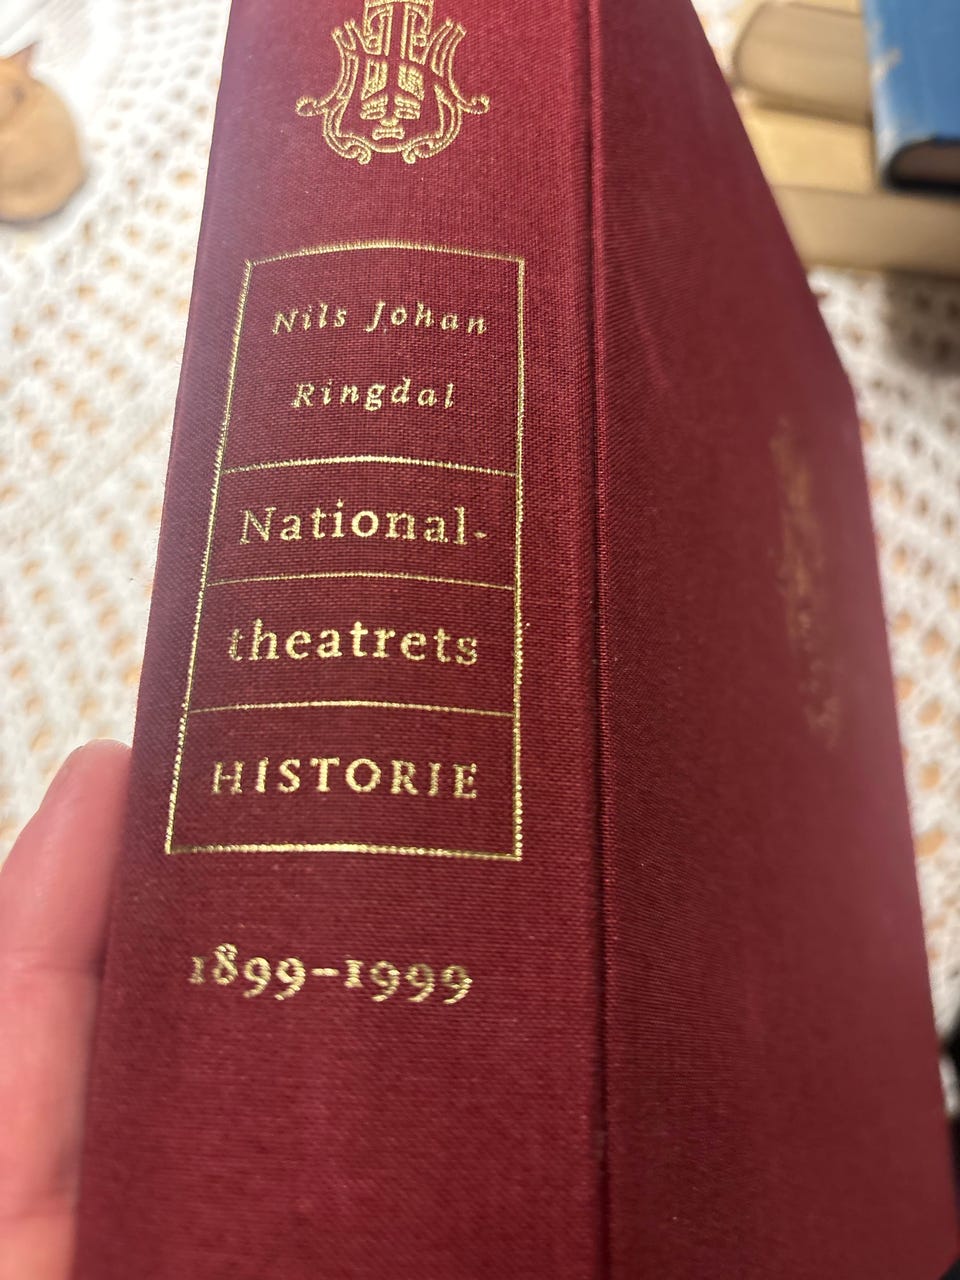 Nils Johan
Ringdal
National-
theatrets
HISTORIE
1899–1999